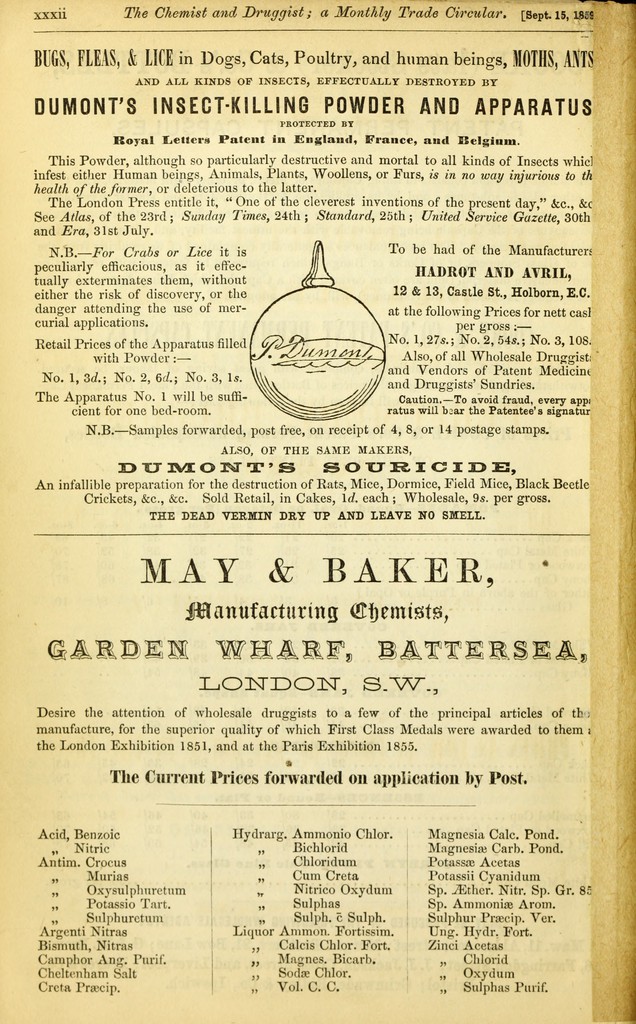 xxxii The Chemist and Druggist; a Monthly Trade Circular. [Sept. 15, 1859
BUGS, FLEAS, & LICE in Dogs, Cats, Poultry, and human beings, MOTHS, ANTS
AND ALL KINDS OF INSECTS, EFFECTUALLY DESTROYED BY
DUMONT'S INSECT-KILLING POWDER AND APPARATUS
PROTECTED BY
Royal Letters Patent in England, France, and Belgium.
This Powder, although so particularly destructive and mortal to all kinds of Insects whicl
infest either Human beings, Animals, Plants, Woollens, or Furs, is in no way injurious to th
health of the former, or deleterious to the latter.
The London Press entitle it, "One of the cleverest inventions of the present day," &c., &c
See Atlas, of the 23rd; Sunday Times, 24th; Standard, 25th; United Service Gazette, 30th
and Era, 31st July.
N.B.—For Crabs or Lice it is
peculiarly efficacious, as it effec-
tually exterminates them, without
either the risk of discovery, or the
danger attending the use of mer-
curial applications.
Retail Prices of the Apparatus filled
with Powder:—
No. 1, 3d.; No. 2, 6d.; No. 3, 1s.
The Apparatus No. 1 will be suffi-
cient for one bed-room.
P. Dumont
To be had of the Manufacturers
HADROT AND AVRIL,
12 & 13, Castle St., Holborn, E.C.
at the following Prices for nett casl
per gross:—
No. 1, 27s.; No. 2, 54s.; No. 3, 108.
Also, of all Wholesale Druggist
and Vendors of Patent Medicin
and Druggists' Sundries.
Caution.—To avoid fraud, every app
ratus will bear the Patentee's signatur
N.B.—Samples forwarded, post free, on receipt of 4, 8, or 14 postage stamps.
ALSO, OF THE SAME MAKERS,
DUMONT'S SOURICIDE,
An infallible preparation for the destruction of Rats, Mice, Dormice, Field Mice, Black Beetle
Crickets, &c., &c. Sold Retail, in Cakes, 1d. each; Wholesale, 9s. per gross.
THE DEAD VERMIN DRY UP AND LEAVE NO SMELL.
MAY & BAKER,
Manufacturing Chemists,
GARDEN WHARF, BATTERSEA,
LONDON, S.W.,
Desire the attention of wholesale druggists to a few of the principal articles of the
manufacture, for the superior quality of which First Class Medals were awarded to them
the London Exhibition 1851, and at the Paris Exhibition 1855.
The Current Prices forwarded on application by Post.
Acid, Benzoic
„ Nitric
Antim. Crocus
„ Murias
„ Oxysulphuretum
„ Potassio Tart.
„ Sulphuretum
Argenti Nitras
Bismuth, Nitras
Camphor Ang. Purif.
Cheltenham Salt
Creta Præcip.
Hydrarg. Ammonio Chlor.
„ Bichlorid
„ Chloridum
„ Cum Creta
„ Nitrico Oxydum
„ Sulphas
„ Sulph. c̄ Sulph.
Liquor Ammon. Fortissim.
„ Calcis Chlor. Fort.
„ Magnes. Bicarb.
„ Sodæ Chlor.
„ Vol. C. C.
Magnesia Calc. Pond.
Magnesiæ Carb. Pond.
Potassæ Acetas
Potassii Cyanidum
Sp. Æther. Nitr. Sp. Gr. 85
Sp. Ammoniæ Arom.
Sulphur Præcip. Ver.
Ung. Hydr. Fort.
Zinci Acetas
„ Chlorid
„ Oxydum
„ Sulphas Purif.